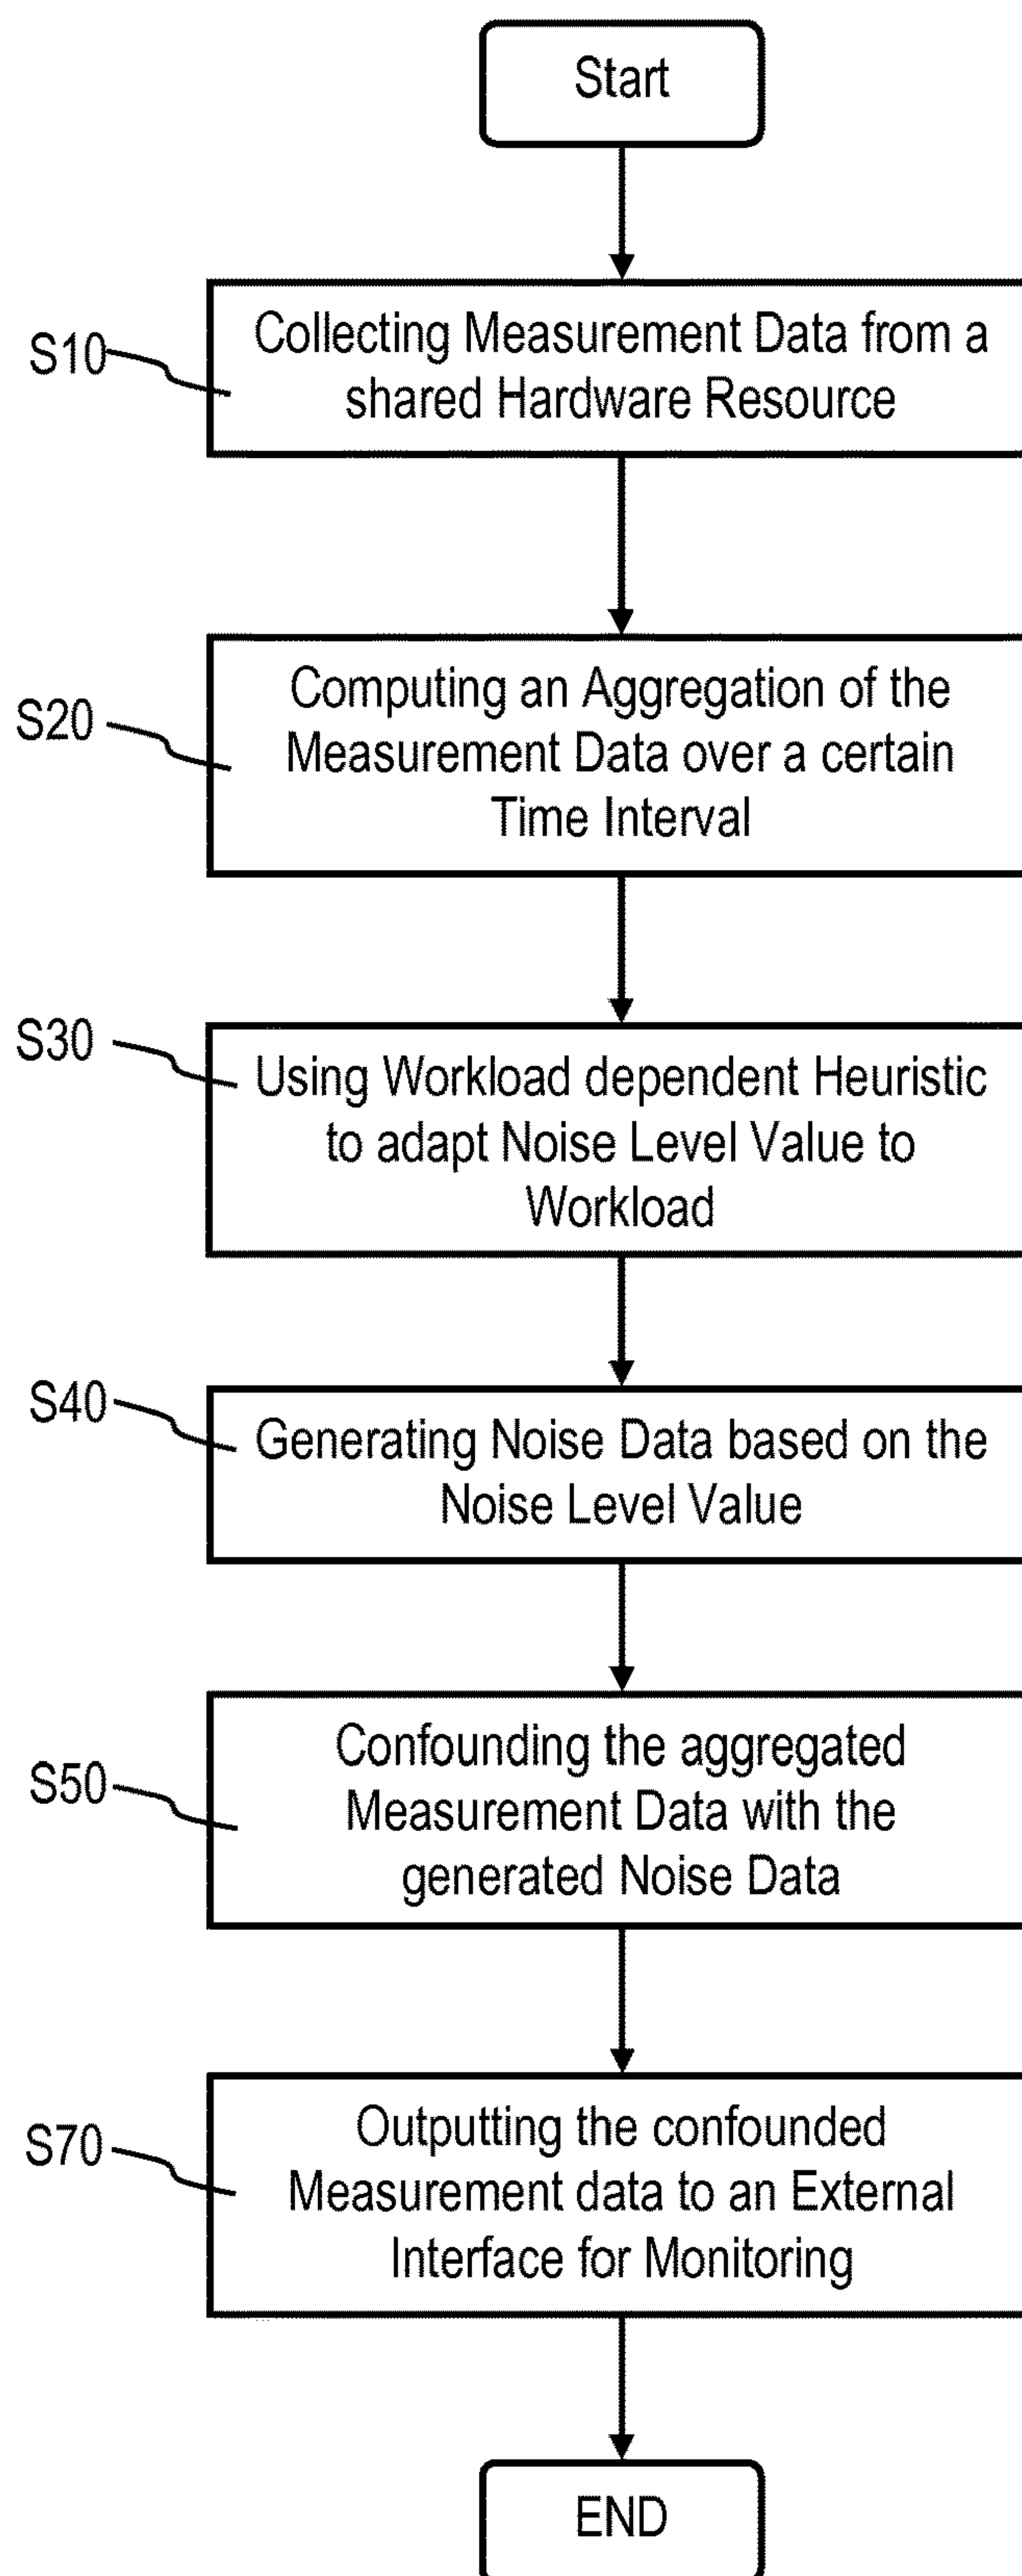 Start
S10
Collecting Measurement Data from a
shared Hardware Resource
S20
Computing an Aggregation of the
Measurement Data over a certain
Time Interval
S30
Using Workload dependent Heuristic
to adapt Noise Level Value to
Workload
S40
Generating Noise Data based on the
Noise Level Value
S50
Confounding the aggregated
Measurement Data with the
generated Noise Data
S70
Outputting the confounded
Measurement data to an External
Interface for Monitoring
END